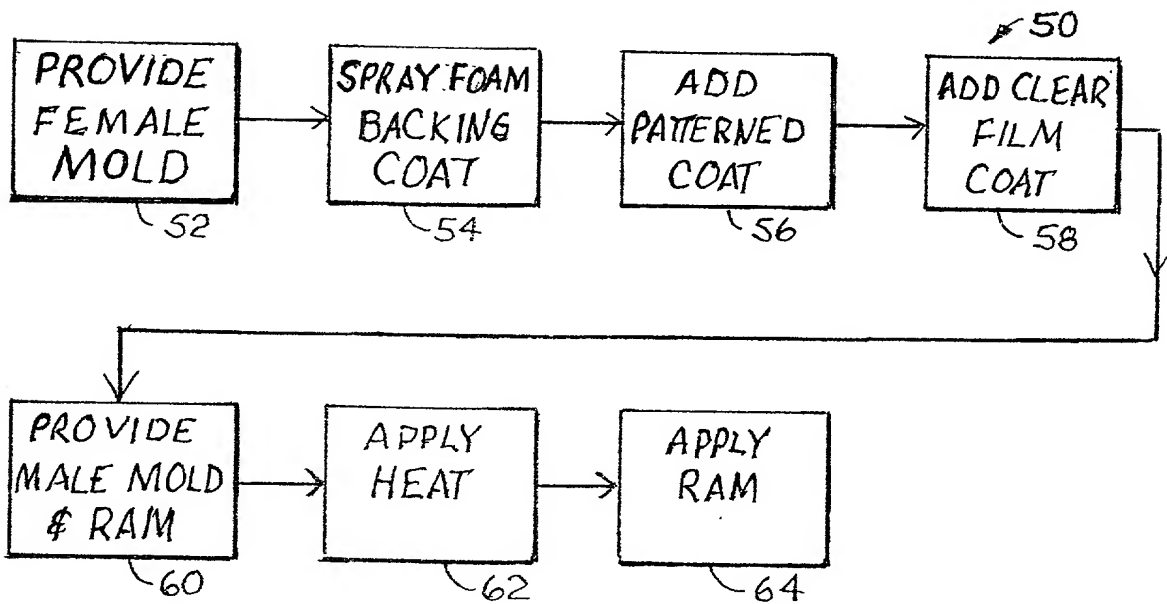 50
PROVIDE
FEMALE
MOLD
52
SPRAY FOAM
BACKING
COAT
54
ADD
PATTERNED
COAT
56
ADD CLEAR
FILM
COAT
58
PROVIDE
MALE MOLD
& RAM
60
APPLY
HEAT
62
APPLY
RAM
64